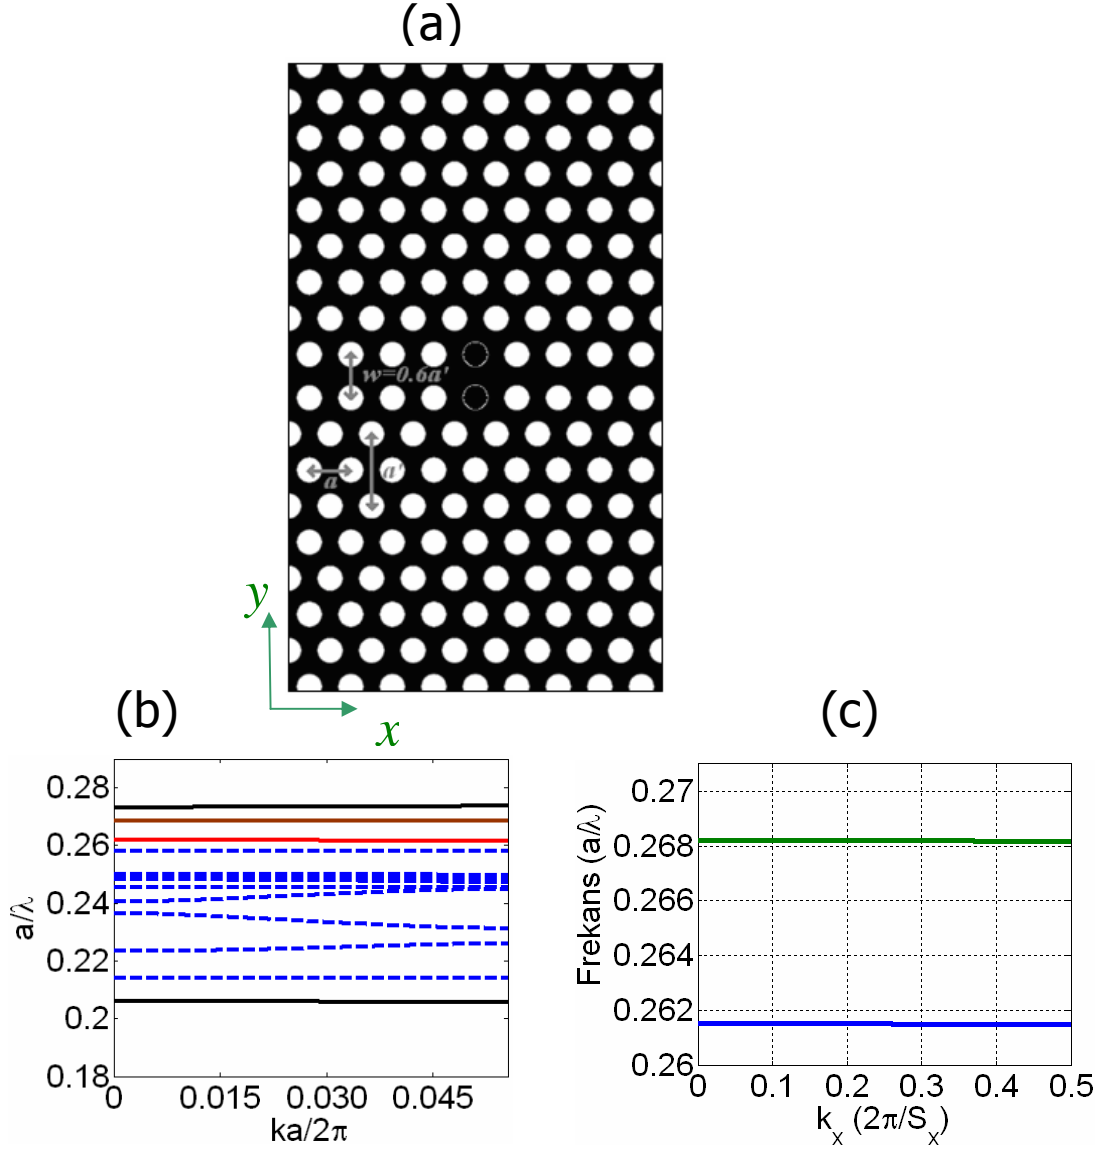 (a)
w=0.6a'
a'
a
y
x
(b)
(c)
0.28
0.26
0.24
0.22
0.2
0.18
a/λ
0 0.015 0.030 0.045
ka/2π
0.27
0.268
0.266
0.264
0.262
0.26
Frekans (a/λ)
0 0.1 0.2 0.3 0.4 0.5
kx (2π/Sx)